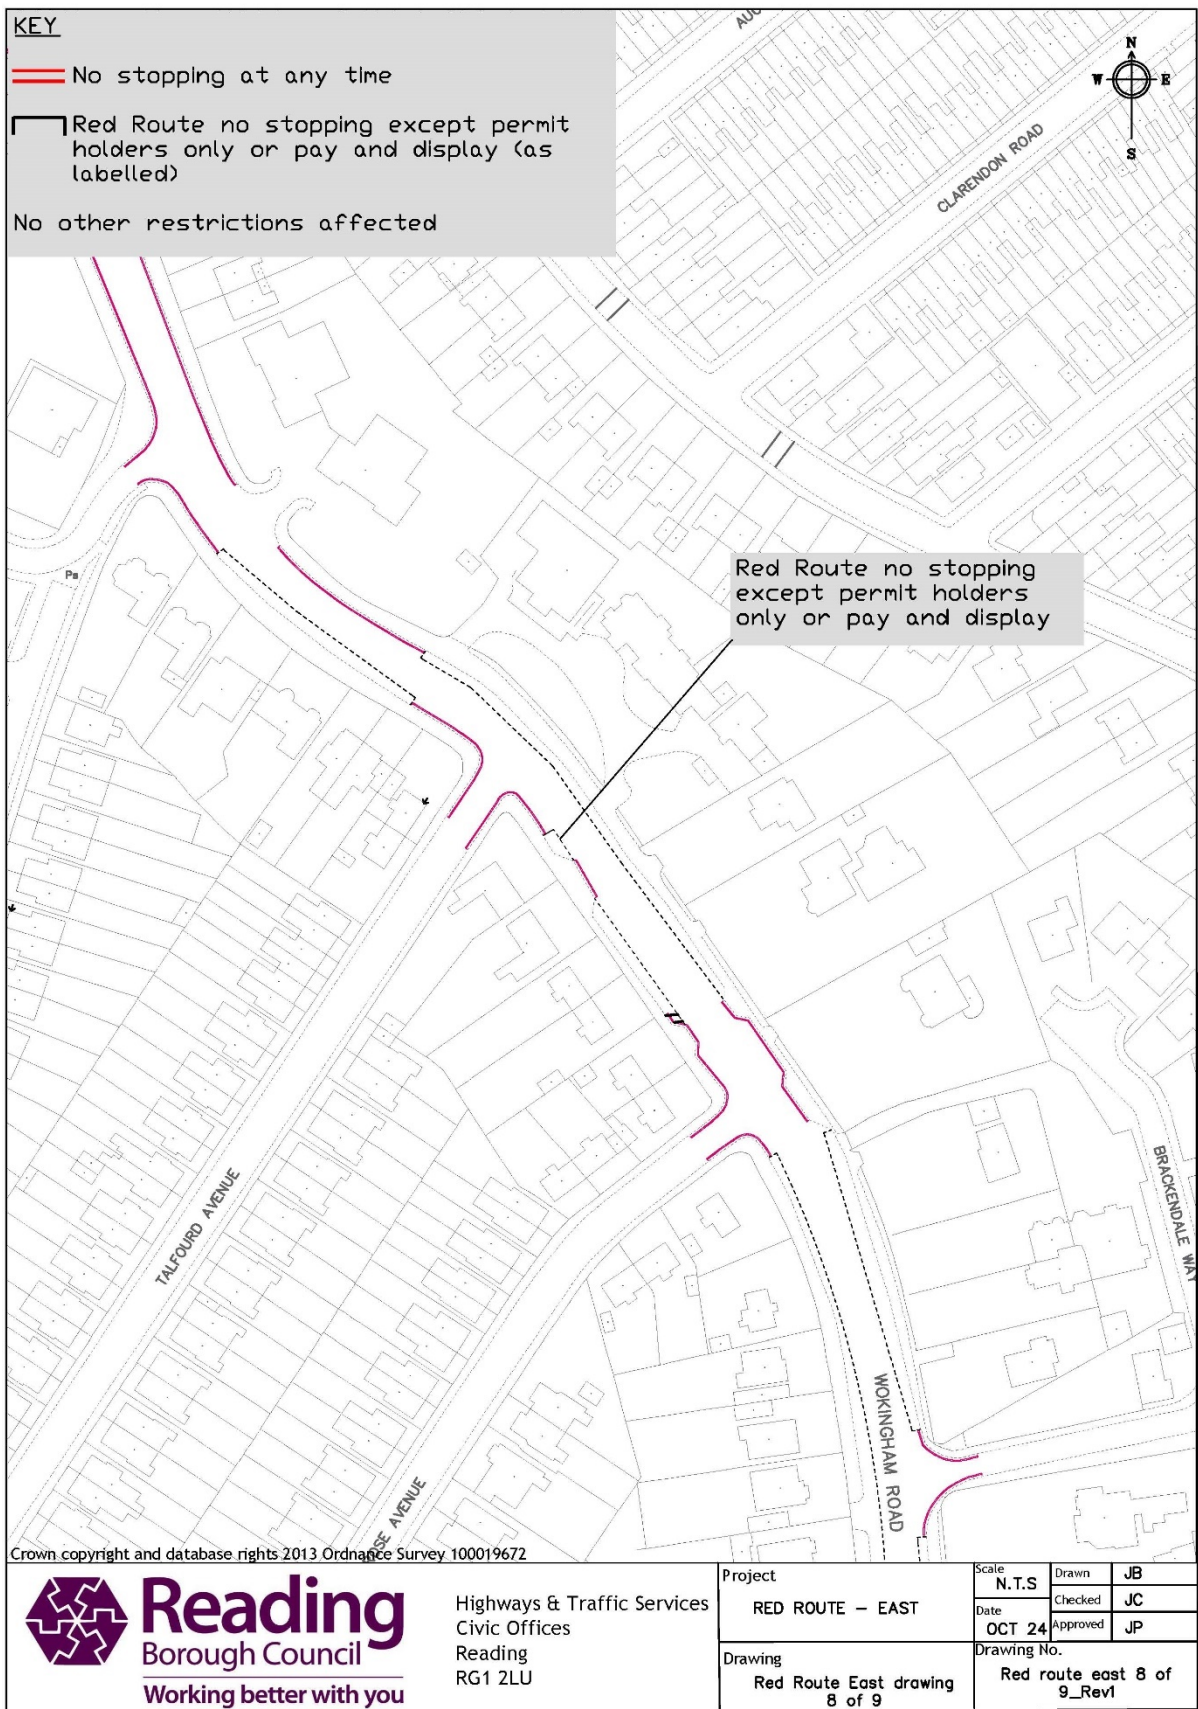 KEY
No stopping at any time
Red Route no stopping except permit
holders only or pay and display (as
labelled)
No other restrictions affected
N
W
E
S
CLARENDON ROAD
Red Route no stopping
except permit holders
only or pay and display
Ps
TALFOURD AVENUE
BRACKENDALE WAY
WOKINGHAM ROAD
AVENUE
Crown copyright and database rights 2013 Ordnance Survey 100019672
Reading
Borough Council
Working better with you
Highways & Traffic Services
Civic Offices
Reading
RG1 2LU
Project
RED ROUTE – EAST
Drawing
Red Route East drawing
8 of 9
Scale
N.T.S
Date
OCT 24
Drawn JB
Checked JC
Approved JP
Drawing No.
Red route east 8 of
9_Rev1